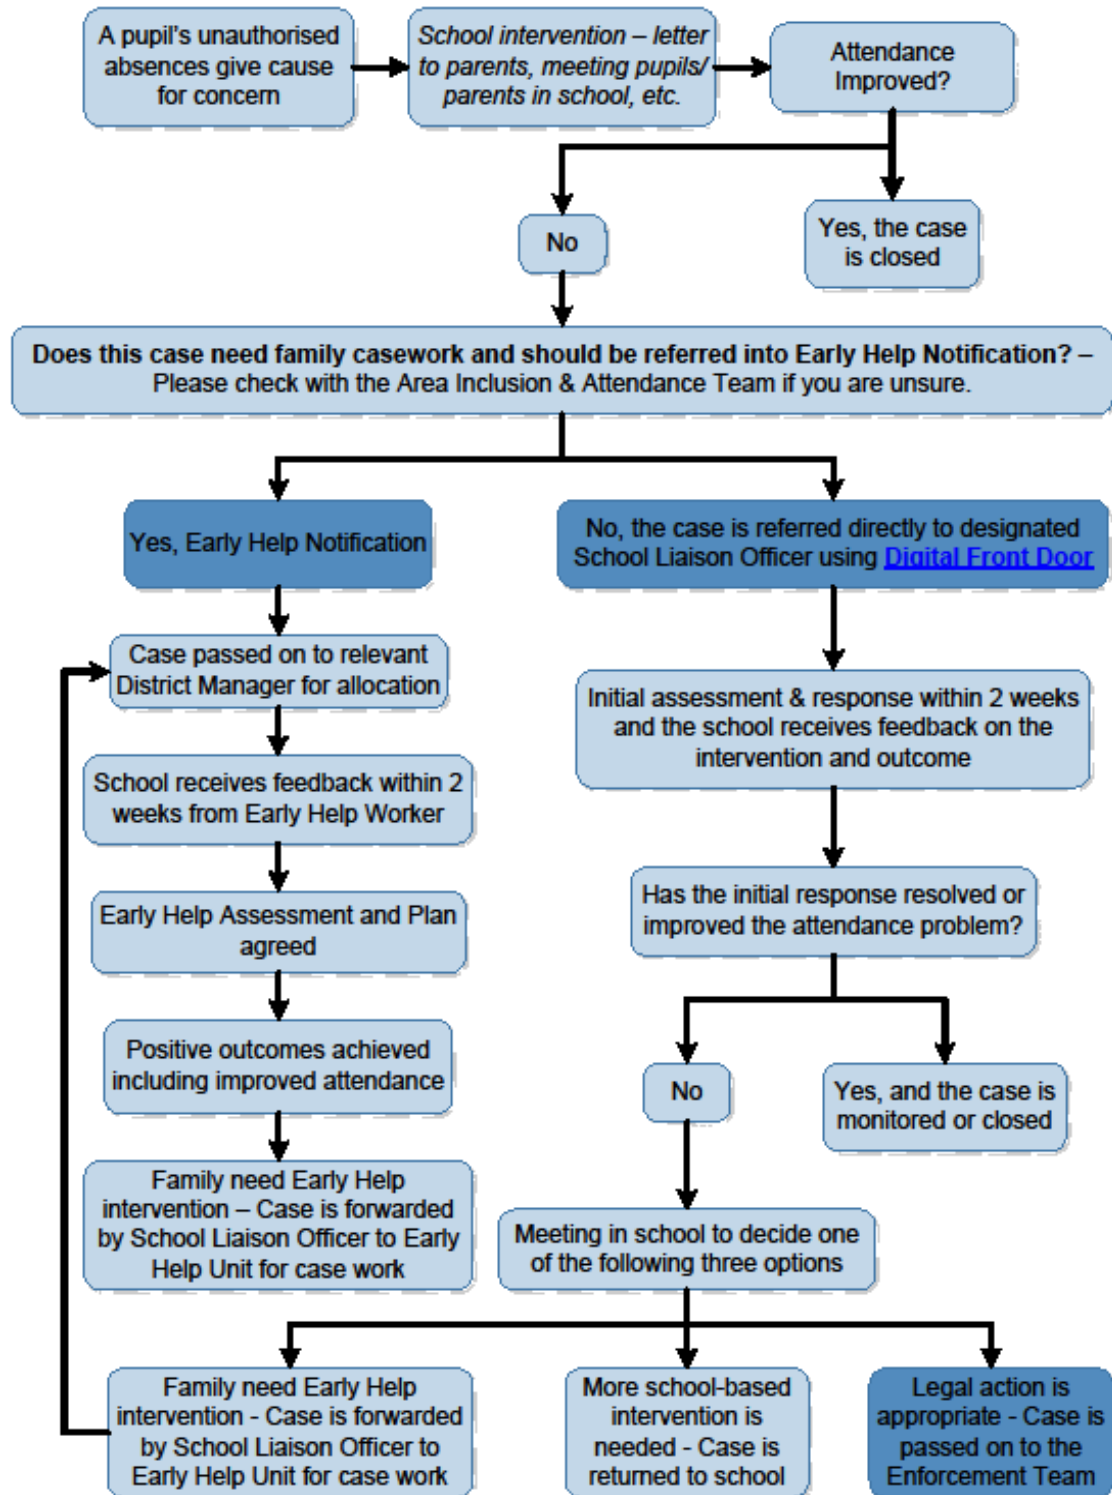 A pupil's unauthorised
absences give cause
for concern
School intervention – letter
to parents, meeting pupils/
parents in school, etc.
Attendance
Improved?
No
Yes, the case
is closed
Does this case need family casework and should be referred into Early Help Notification? –
Please check with the Area Inclusion & Attendance Team if you are unsure.
Yes, Early Help Notification
No, the case is referred directly to designated
School Liaison Officer using Digital Front Door
Case passed on to relevant
District Manager for allocation
School receives feedback within 2
weeks from Early Help Worker
Early Help Assessment and Plan
agreed
Positive outcomes achieved
including improved attendance
Family need Early Help
intervention – Case is forwarded
by School Liaison Officer to Early
Help Unit for case work
Initial assessment & response within 2 weeks
and the school receives feedback on the
intervention and outcome
Has the initial response resolved or
improved the attendance problem?
No
Yes, and the case is
monitored or closed
Meeting in school to decide one
of the following three options
Family need Early Help
intervention - Case is forwarded
by School Liaison Officer to
Early Help Unit for case work
More school-based
intervention is
needed - Case is
returned to school
Legal action is
appropriate - Case is
passed on to the
Enforcement Team